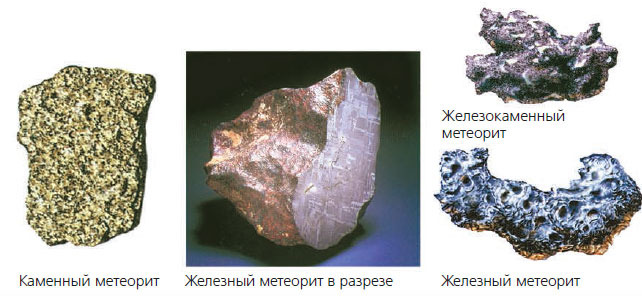 Железокаменный
метеорит
Каменный метеорит
Железный метеорит в разрезе
Железный метеорит